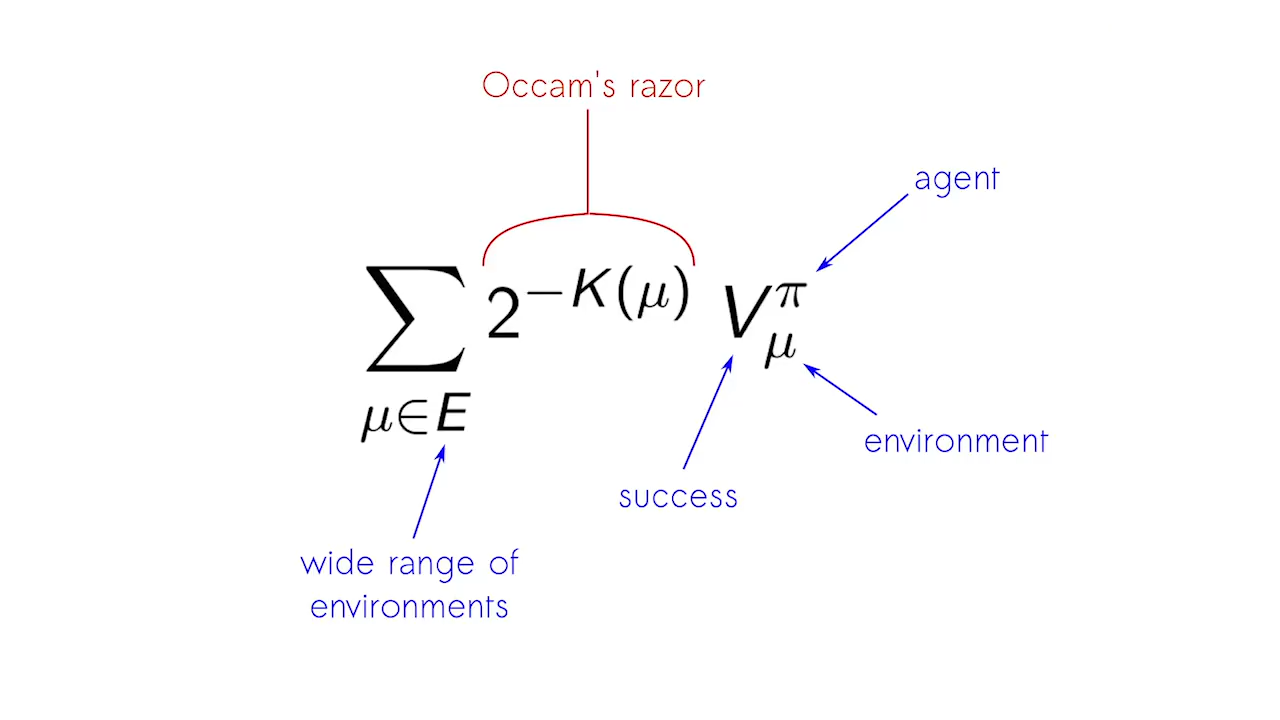 Occam's razor
agent
∑ 2^{-K(μ)} V^π_μ
μ∈E
environment
success
wide range of
environments